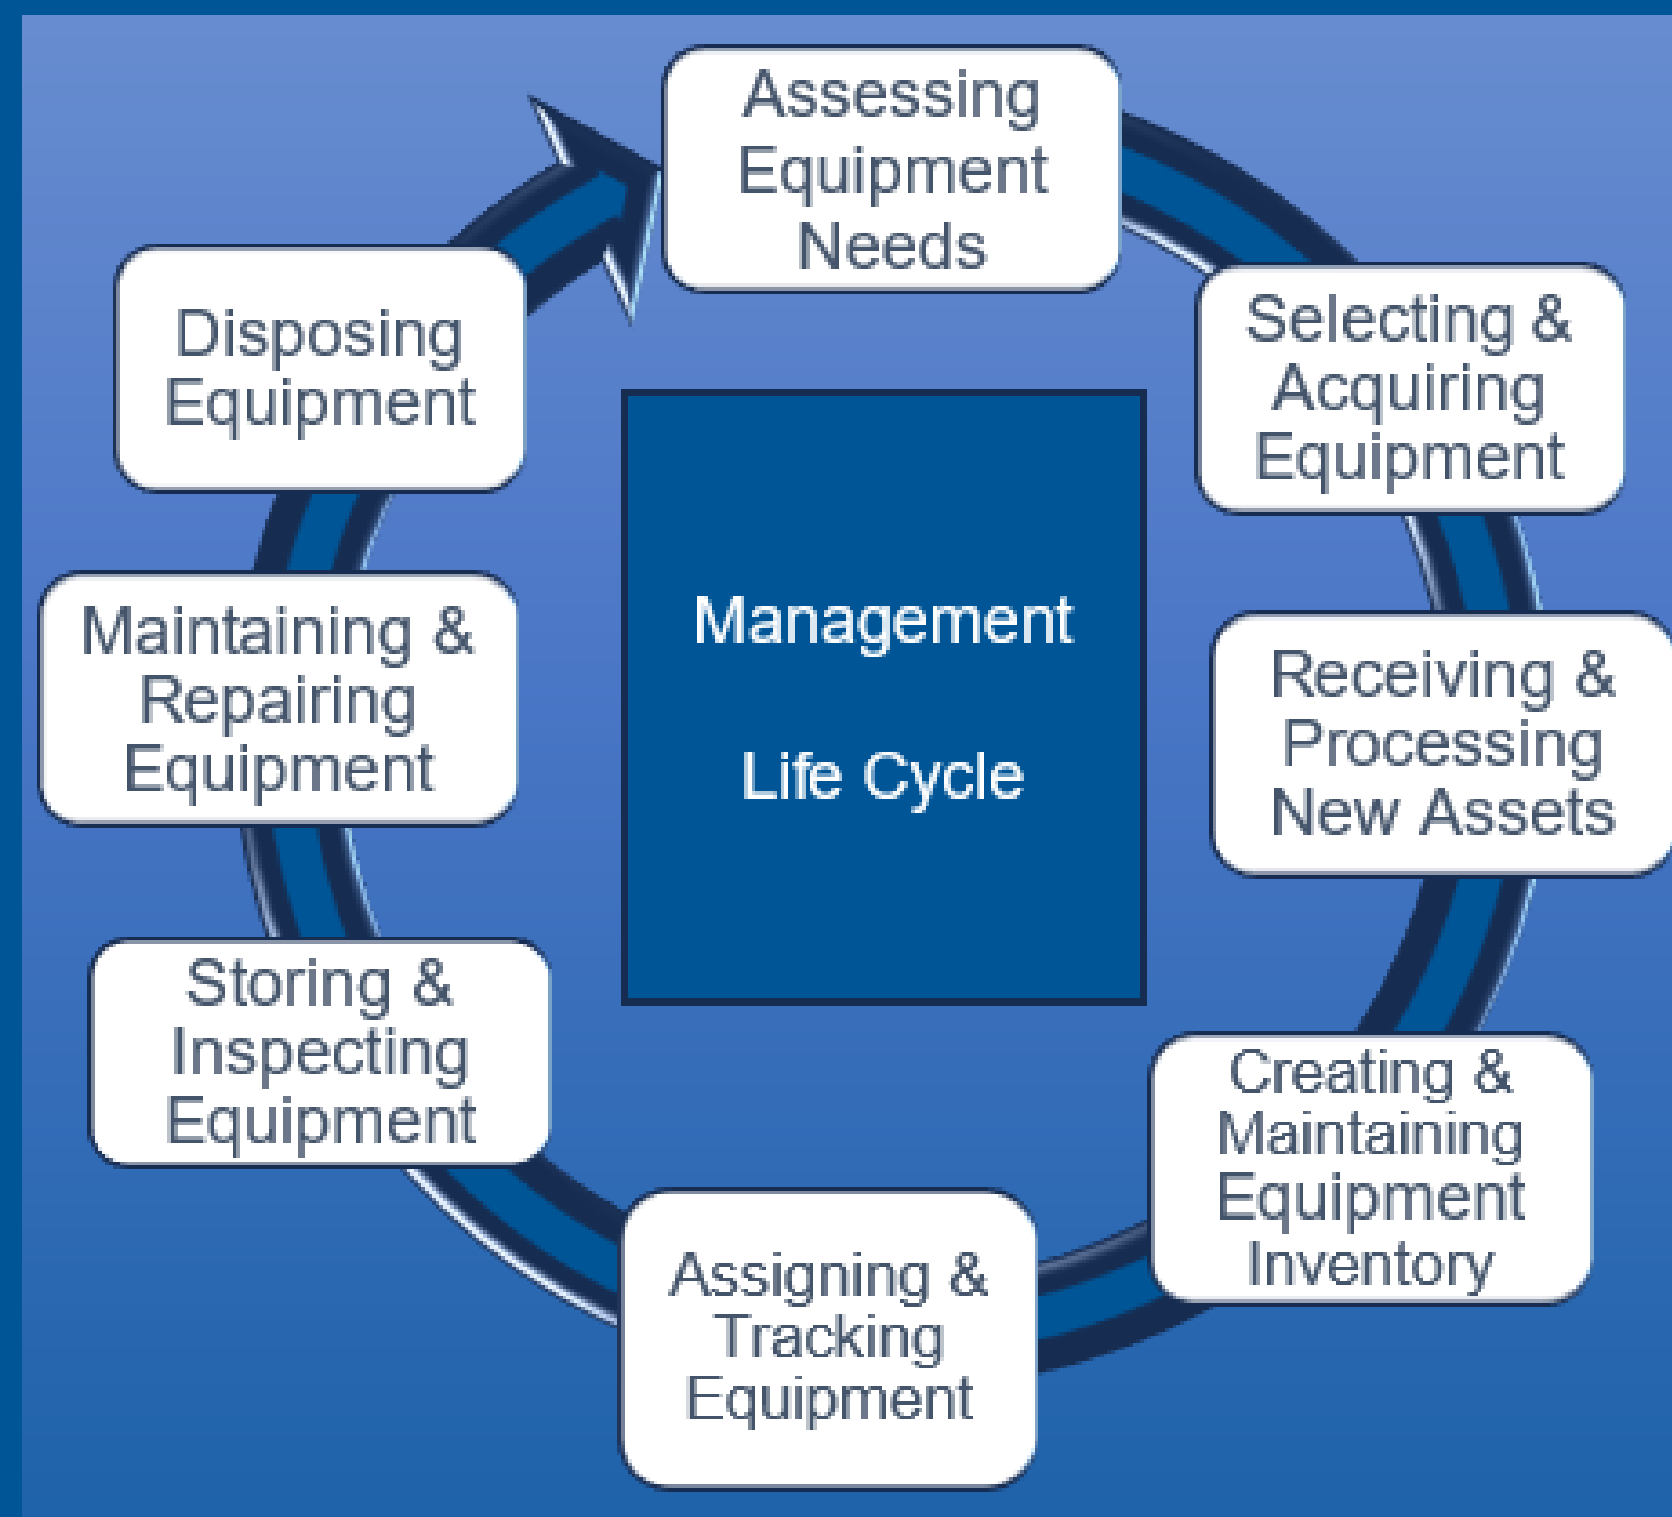 Assessing
Equipment
Needs
Selecting &
Acquiring
Equipment
Receiving &
Processing
New Assets
Creating &
Maintaining
Equipment
Inventory
Assigning &
Tracking
Equipment
Storing &
Inspecting
Equipment
Maintaining &
Repairing
Equipment
Disposing
Equipment
Management
Life Cycle